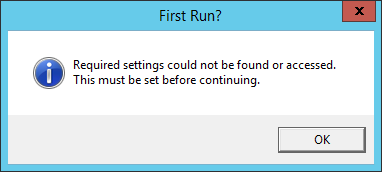 First Run?
Required settings could not be found or accessed.
This must be set before continuing.
OK